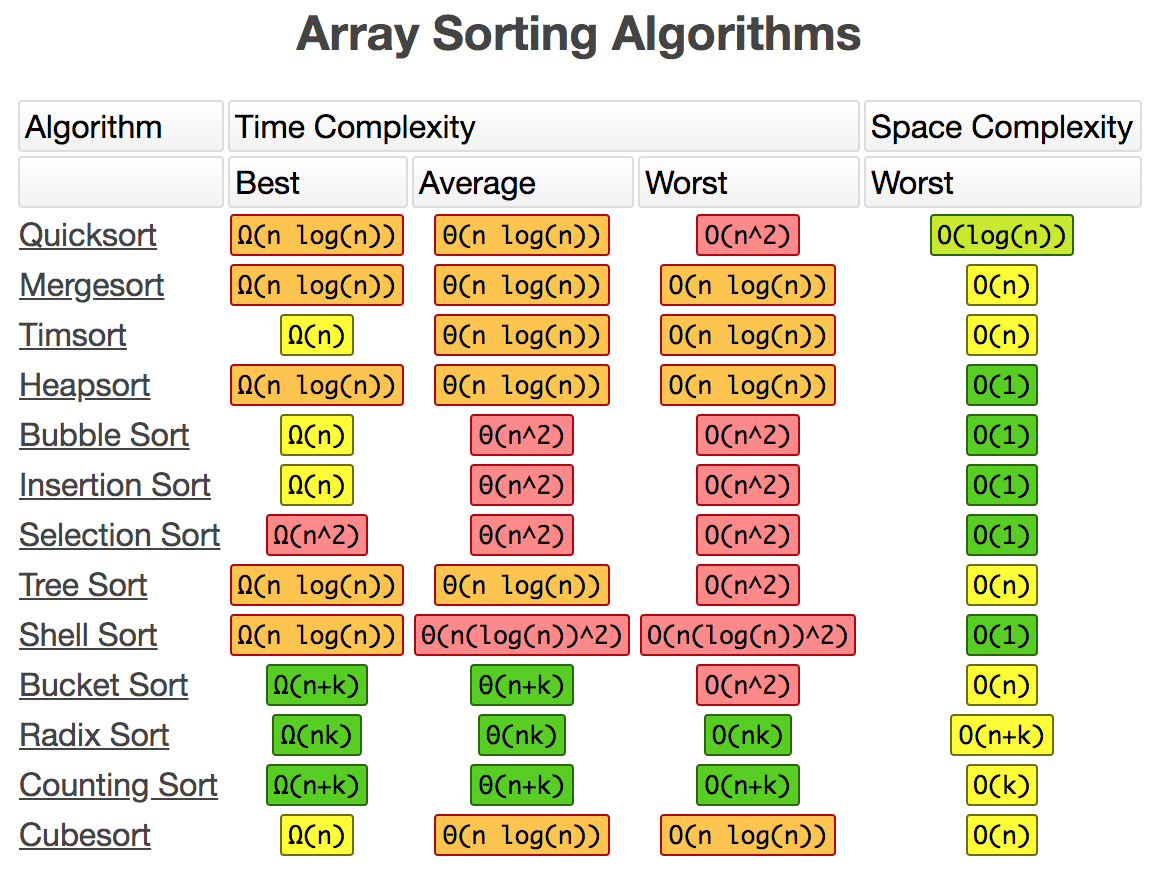 Array Sorting Algorithms
Algorithm Time Complexity Space Complexity
Best Average Worst Worst
Quicksort Ω(n log(n)) Θ(n log(n)) O(n^2) O(log(n))
Mergesort Ω(n log(n)) Θ(n log(n)) O(n log(n)) O(n)
Timsort Ω(n) Θ(n log(n)) O(n log(n)) O(n)
Heapsort Ω(n log(n)) Θ(n log(n)) O(n log(n)) O(1)
Bubble Sort Ω(n) Θ(n^2) O(n^2) O(1)
Insertion Sort Ω(n) Θ(n^2) O(n^2) O(1)
Selection Sort Ω(n^2) Θ(n^2) O(n^2) O(1)
Tree Sort Ω(n log(n)) Θ(n log(n)) O(n^2) O(n)
Shell Sort Ω(n log(n)) Θ(n(log(n))^2) O(n(log(n))^2) O(1)
Bucket Sort Ω(n+k) Θ(n+k) O(n^2) O(n)
Radix Sort Ω(nk) Θ(nk) O(nk) O(n+k)
Counting Sort Ω(n+k) Θ(n+k) O(n+k) O(k)
Cubesort Ω(n) Θ(n log(n)) O(n log(n)) O(n)